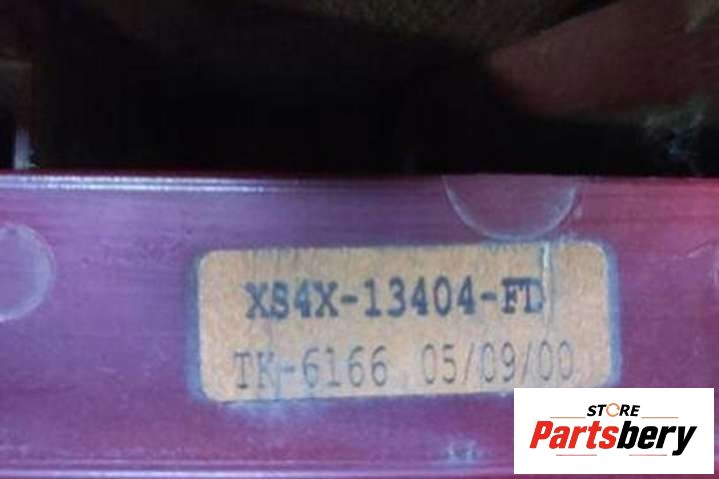 XS4X-13404-FD
TK-6166 05/09/00
STORE
Partsbery